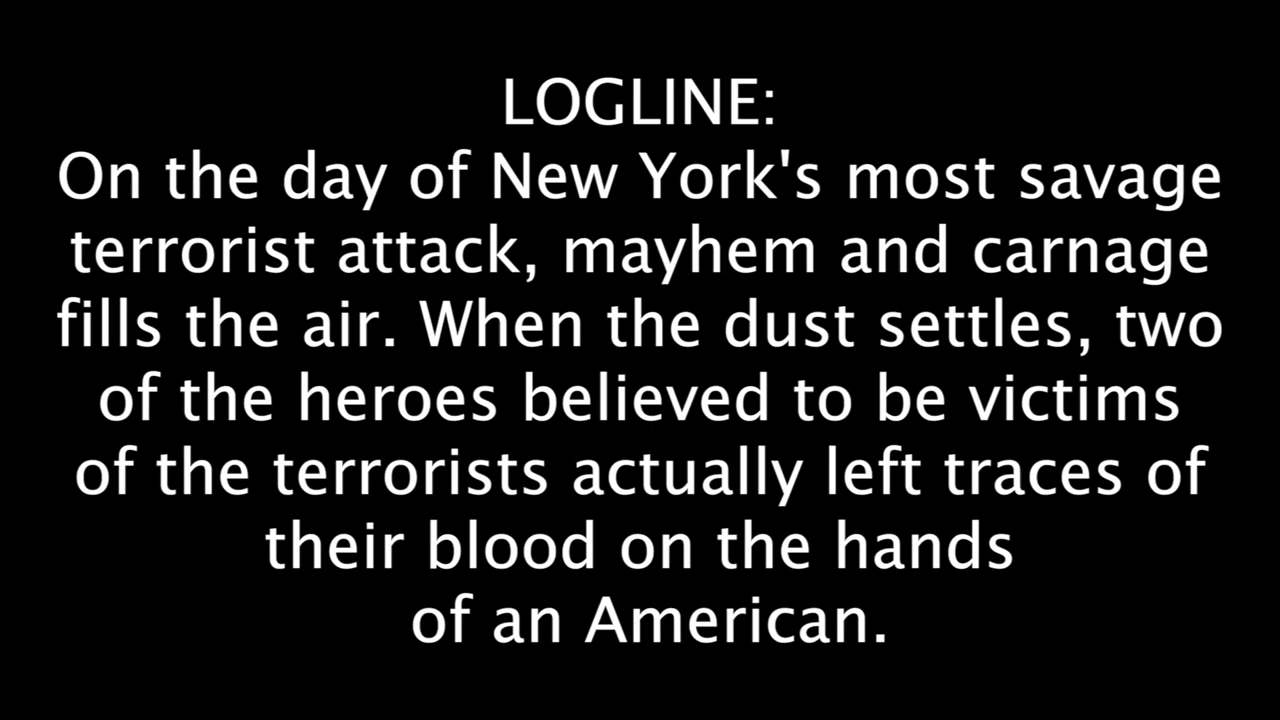 LOGLINE:
On the day of New York's most savage
terrorist attack, mayhem and carnage
fills the air. When the dust settles, two
of the heroes believed to be victims
of the terrorists actually left traces of
their blood on the hands
of an American.